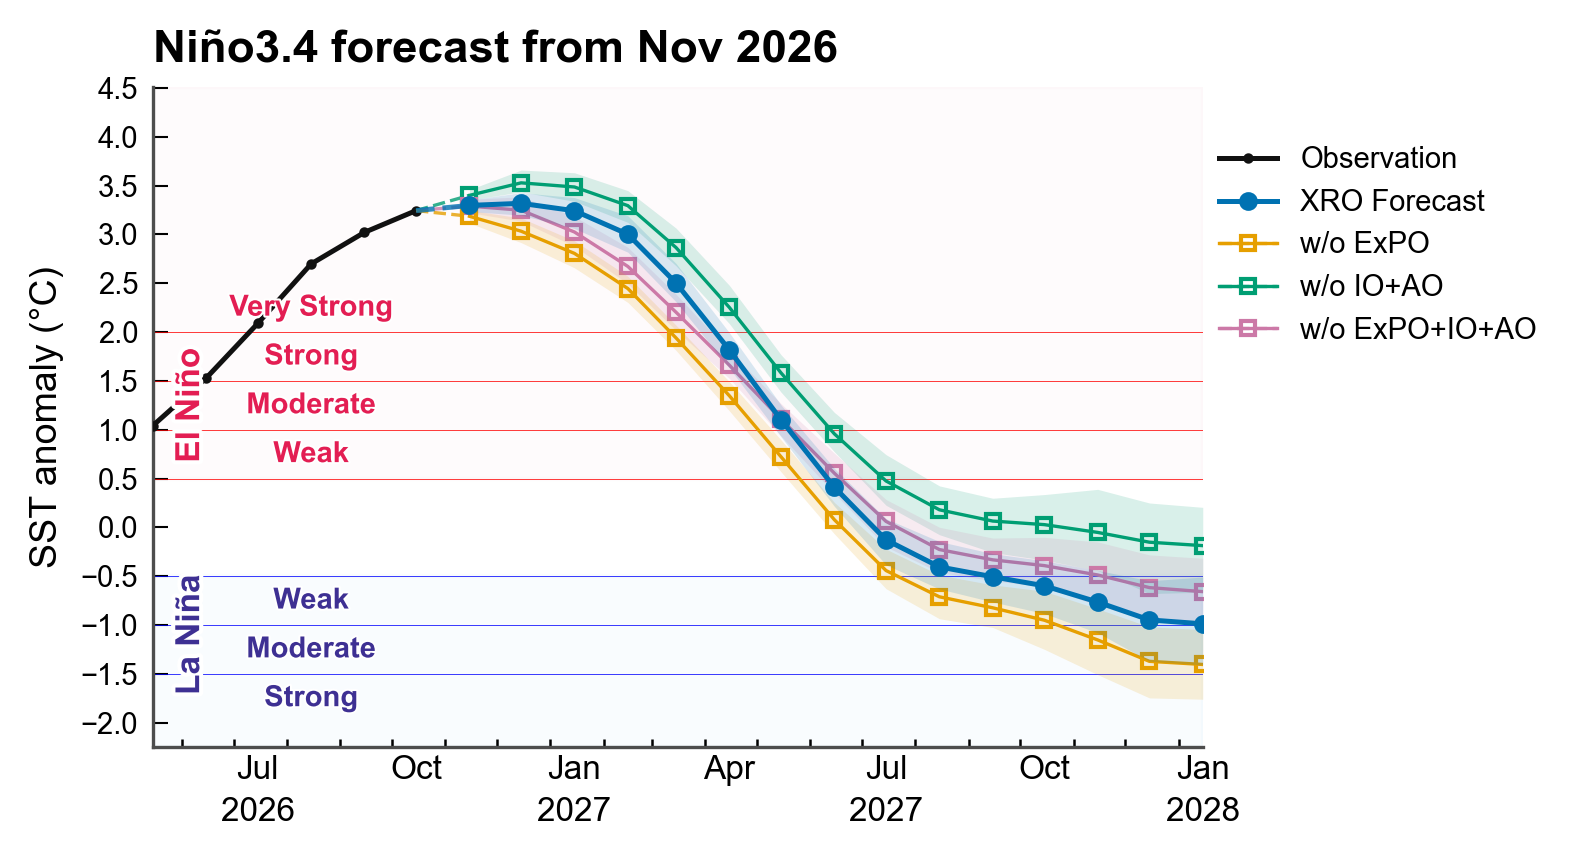 Niño3.4 forecast from Nov 2026
SST anomaly (°C)
4.5
4.0
3.5
3.0
2.5
2.0
1.5
1.0
0.5
0.0
−0.5
−1.0
−1.5
−2.0
El Niño
Very Strong
Strong
Moderate
Weak
La Niña
Weak
Moderate
Strong
Jul
2026
Oct
Jan
2027
Apr
Jul
2027
Oct
Jan
2028
Observation
XRO Forecast
w/o ExPO
w/o IO+AO
w/o ExPO+IO+AO